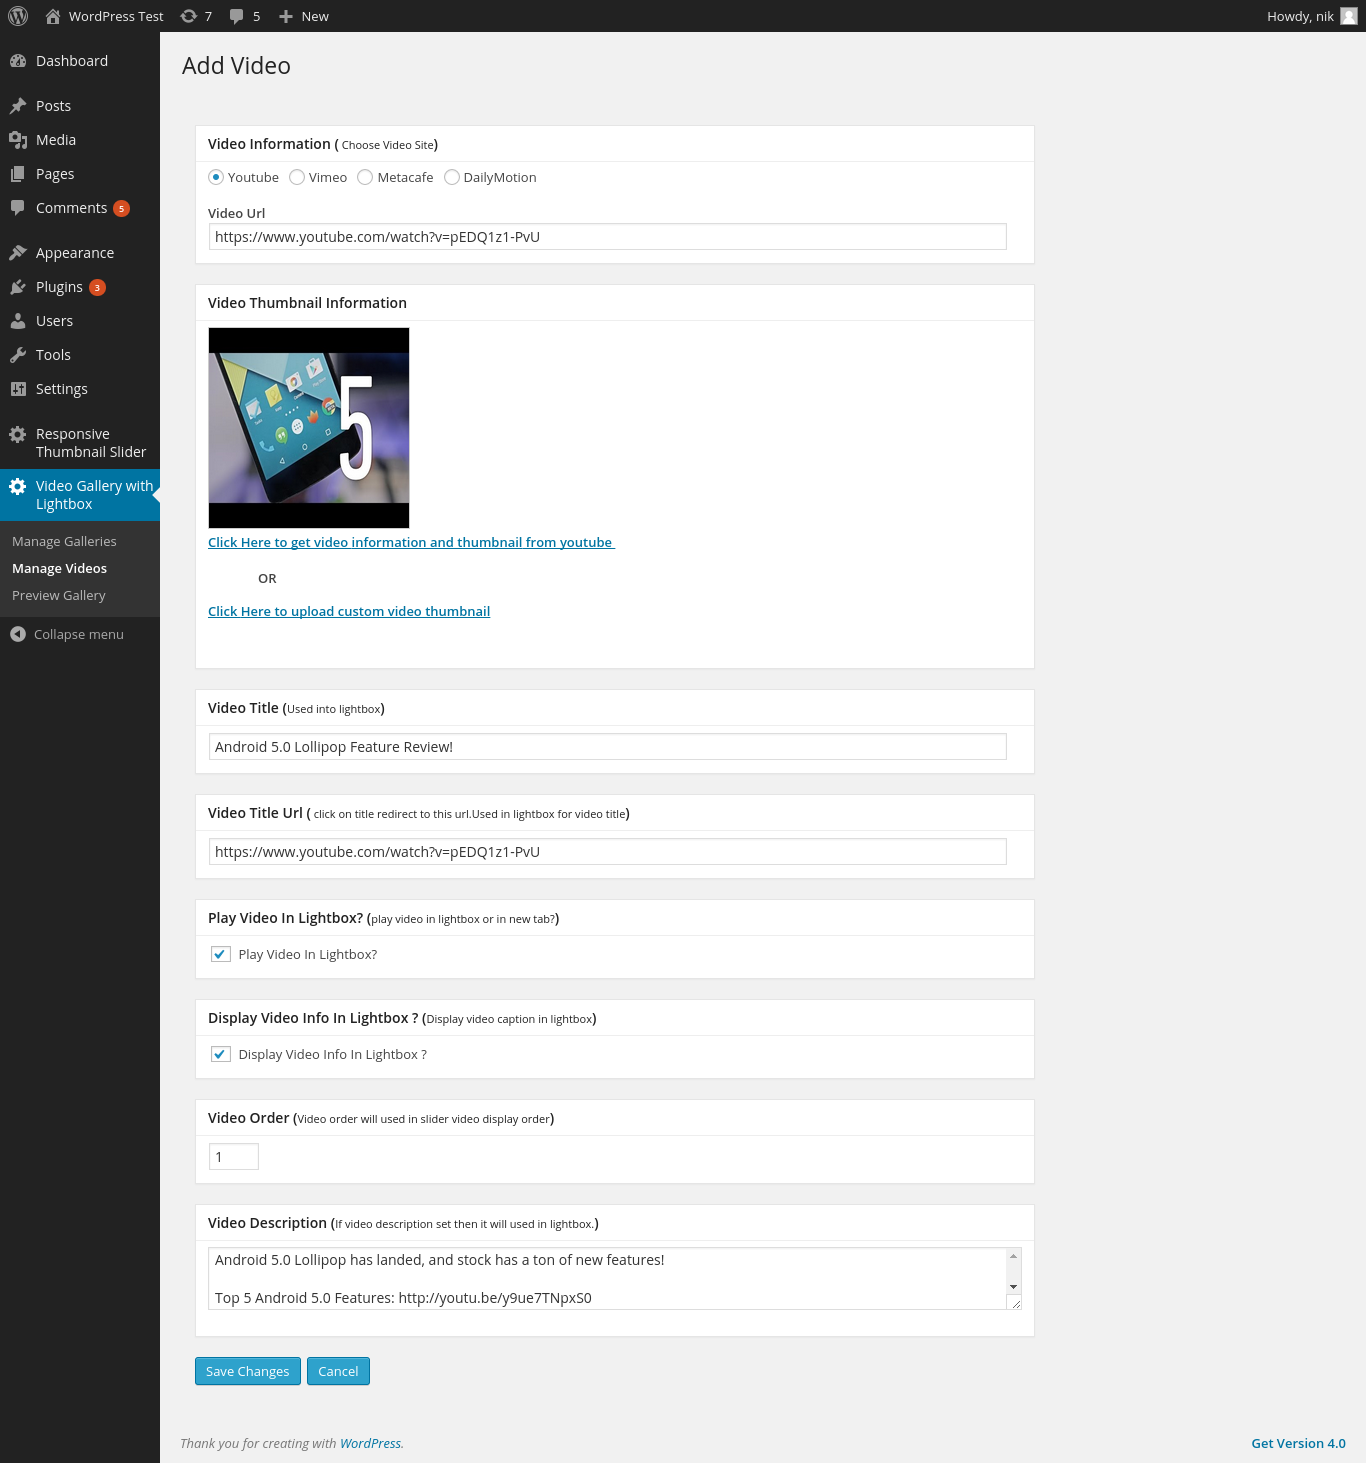 WordPress Test 7 5 New Howdy, nik
Dashboard
Posts
Media
Pages
Comments 5
Appearance
Plugins 3
Users
Tools
Settings
Responsive
Thumbnail Slider
Video Gallery with
Lightbox
Manage Galleries
Manage Videos
Preview Gallery
Collapse menu
Add Video
Video Information ( Choose Video Site)
Youtube Vimeo Metacafe DailyMotion
Video Url
https://www.youtube.com/watch?v=pEDQ1z1-PvU
Video Thumbnail Information
5
Click Here to get video information and thumbnail from youtube
OR
Click Here to upload custom video thumbnail
Video Title (Used into lightbox)
Android 5.0 Lollipop Feature Review!
Video Title Url ( click on title redirect to this url.Used in lightbox for video title)
https://www.youtube.com/watch?v=pEDQ1z1-PvU
Play Video In Lightbox? (play video in lightbox or in new tab?)
Play Video In Lightbox?
Display Video Info In Lightbox ? (Display video caption in lightbox)
Display Video Info In Lightbox ?
Video Order (Video order will used in slider video display order)
1
Video Description (If video description set then it will used in lightbox.)
Android 5.0 Lollipop has landed, and stock has a ton of new features!
Top 5 Android 5.0 Features: http://youtu.be/y9ue7TNpxS0
Save Changes Cancel
Thank you for creating with WordPress.
Get Version 4.0